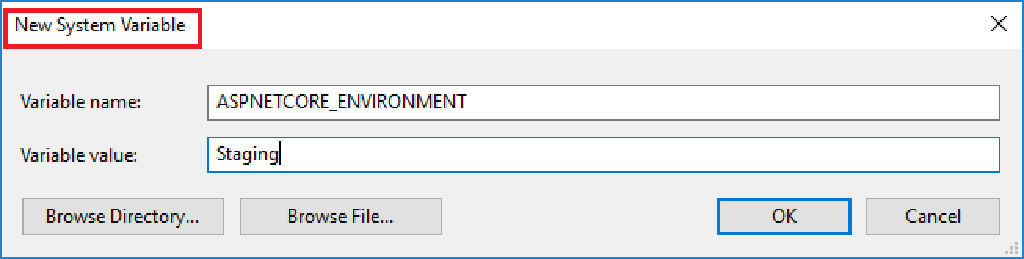 New System Variable
Variable name: ASPNETCORE_ENVIRONMENT
Variable value: Staging
Browse Directory... Browse File... OK Cancel